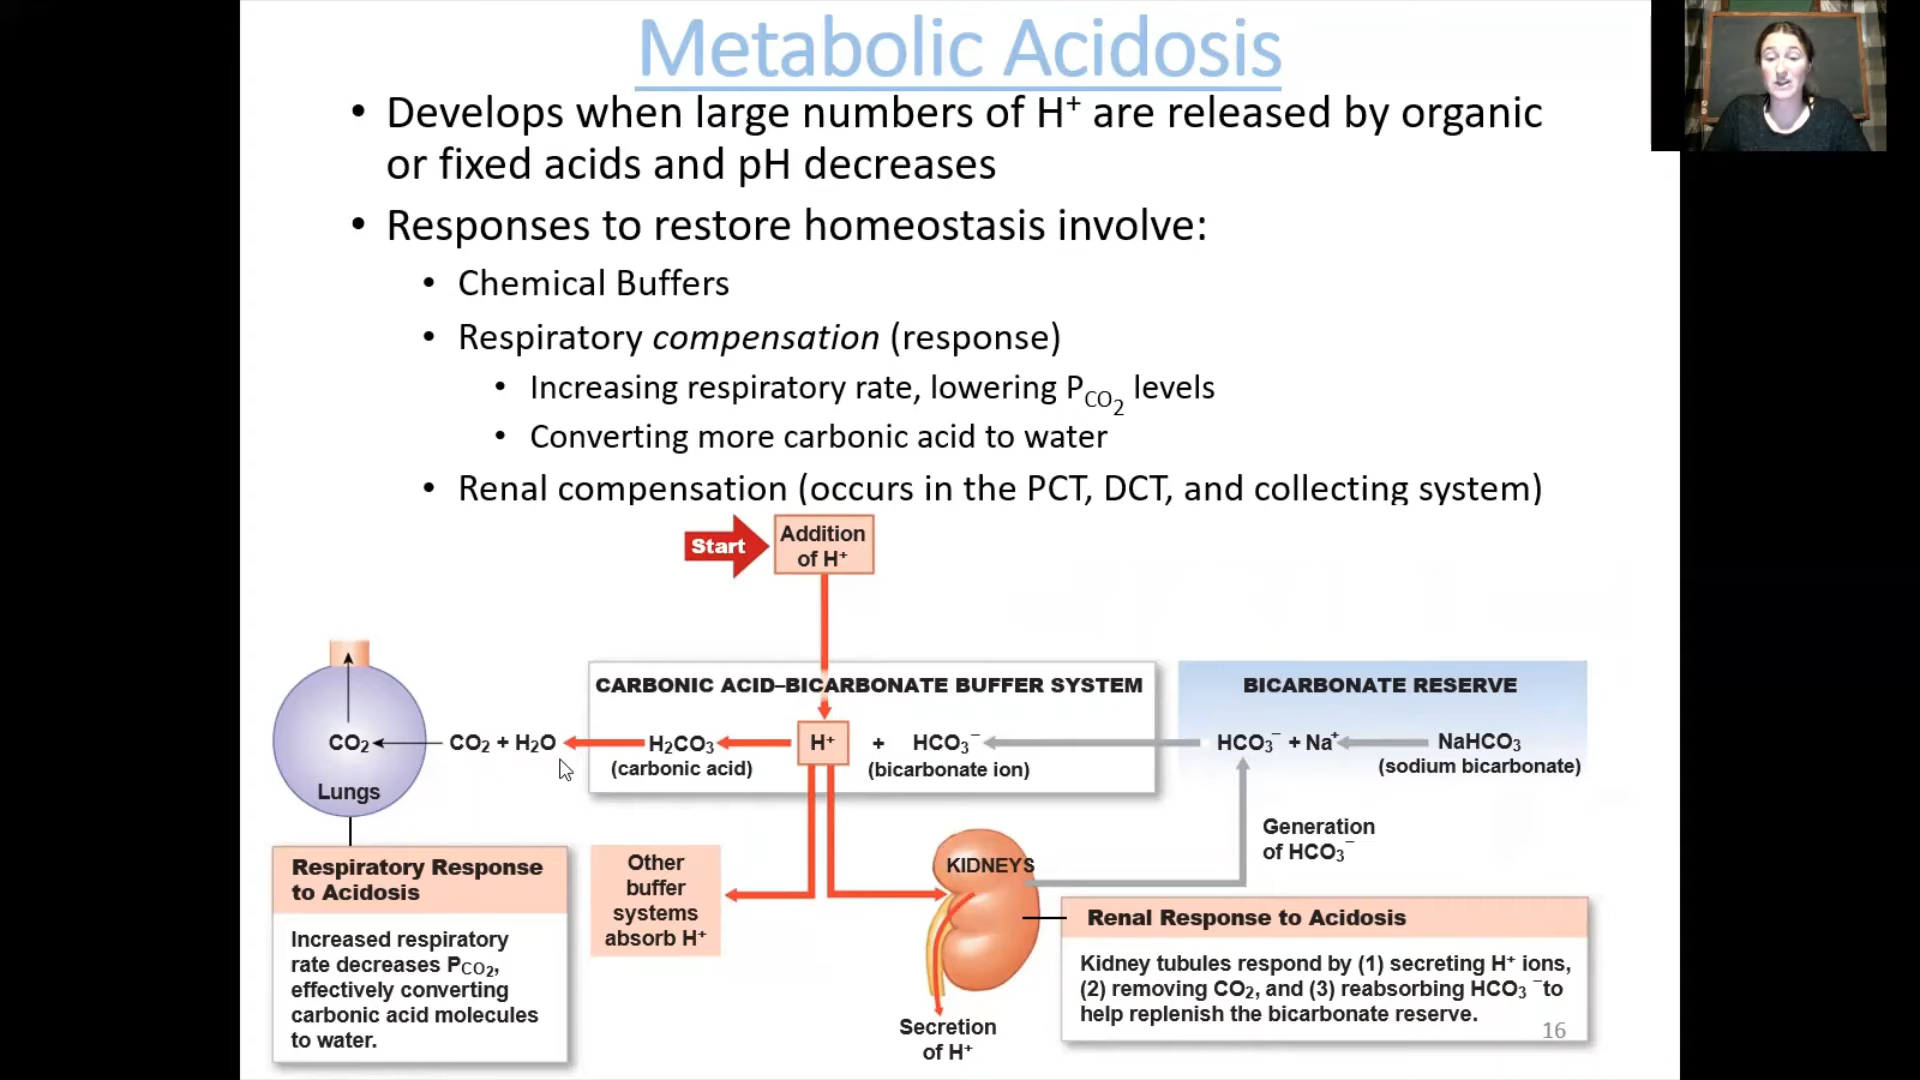 Metabolic Acidosis
• Develops when large numbers of H⁺ are released by organic
or fixed acids and pH decreases
• Responses to restore homeostasis involve:
• Chemical Buffers
• Respiratory compensation (response)
• Increasing respiratory rate, lowering P_CO₂ levels
• Converting more carbonic acid to water
• Renal compensation (occurs in the PCT, DCT, and collecting system)
Start
Addition
of H⁺
CARBONIC ACID–BICARBONATE BUFFER SYSTEM
BICARBONATE RESERVE
CO₂
Lungs
CO₂ + H₂O
H₂CO₃
(carbonic acid)
H⁺
+
HCO₃⁻
(bicarbonate ion)
HCO₃⁻ + Na⁺
NaHCO₃
(sodium bicarbonate)
Generation
of HCO₃⁻
Respiratory Response
to Acidosis
Increased respiratory
rate decreases P_CO₂,
effectively converting
carbonic acid molecules
to water.
Other
buffer
systems
absorb H⁺
KIDNEYS
Secretion
of H⁺
Renal Response to Acidosis
Kidney tubules respond by (1) secreting H⁺ ions,
(2) removing CO₂, and (3) reabsorbing HCO₃⁻ to
help replenish the bicarbonate reserve.
16